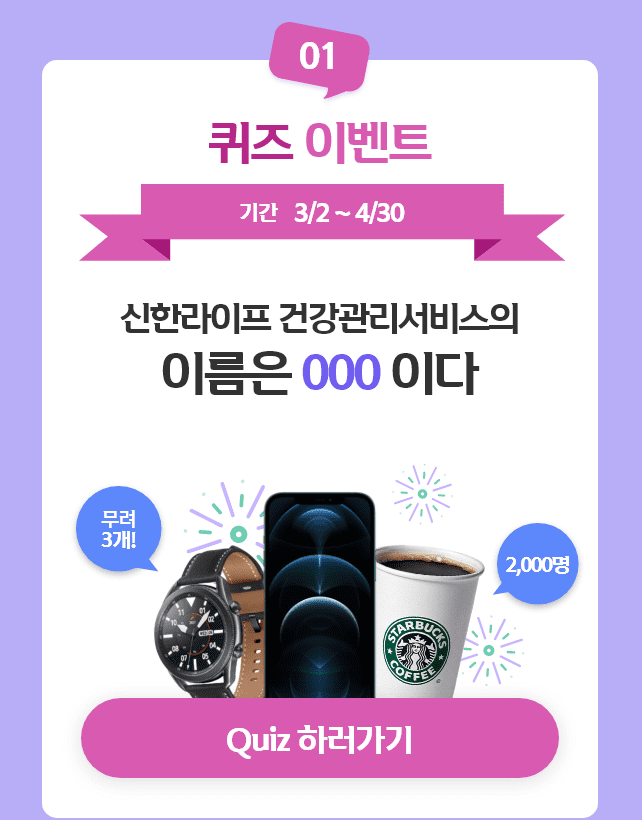 01
퀴즈 이벤트
기간 3/2 ~ 4/30
신한라이프 건강관리서비스의
이름은 000 이다
무려
3개!
2,000명
STARBUCKS
COFFEE
Quiz 하러가기